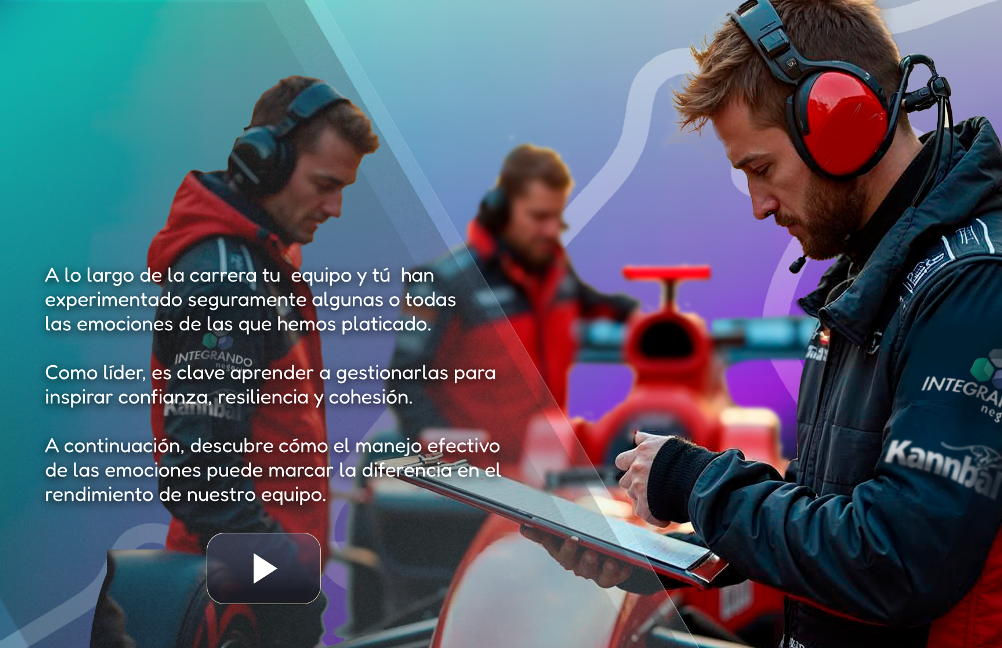 A lo largo de la carrera tu equipo y tú han
experimentado seguramente algunas o todas
las emociones de las que hemos platicado.
Como líder, es clave aprender a gestionarlas para
inspirar confianza, resiliencia y cohesión.
A continuación, descubre cómo el manejo efectivo
de las emociones puede marcar la diferencia en el
rendimiento de nuestro equipo.
INTEGRANDO
Kannbal
INTEGRAN
Kannbal